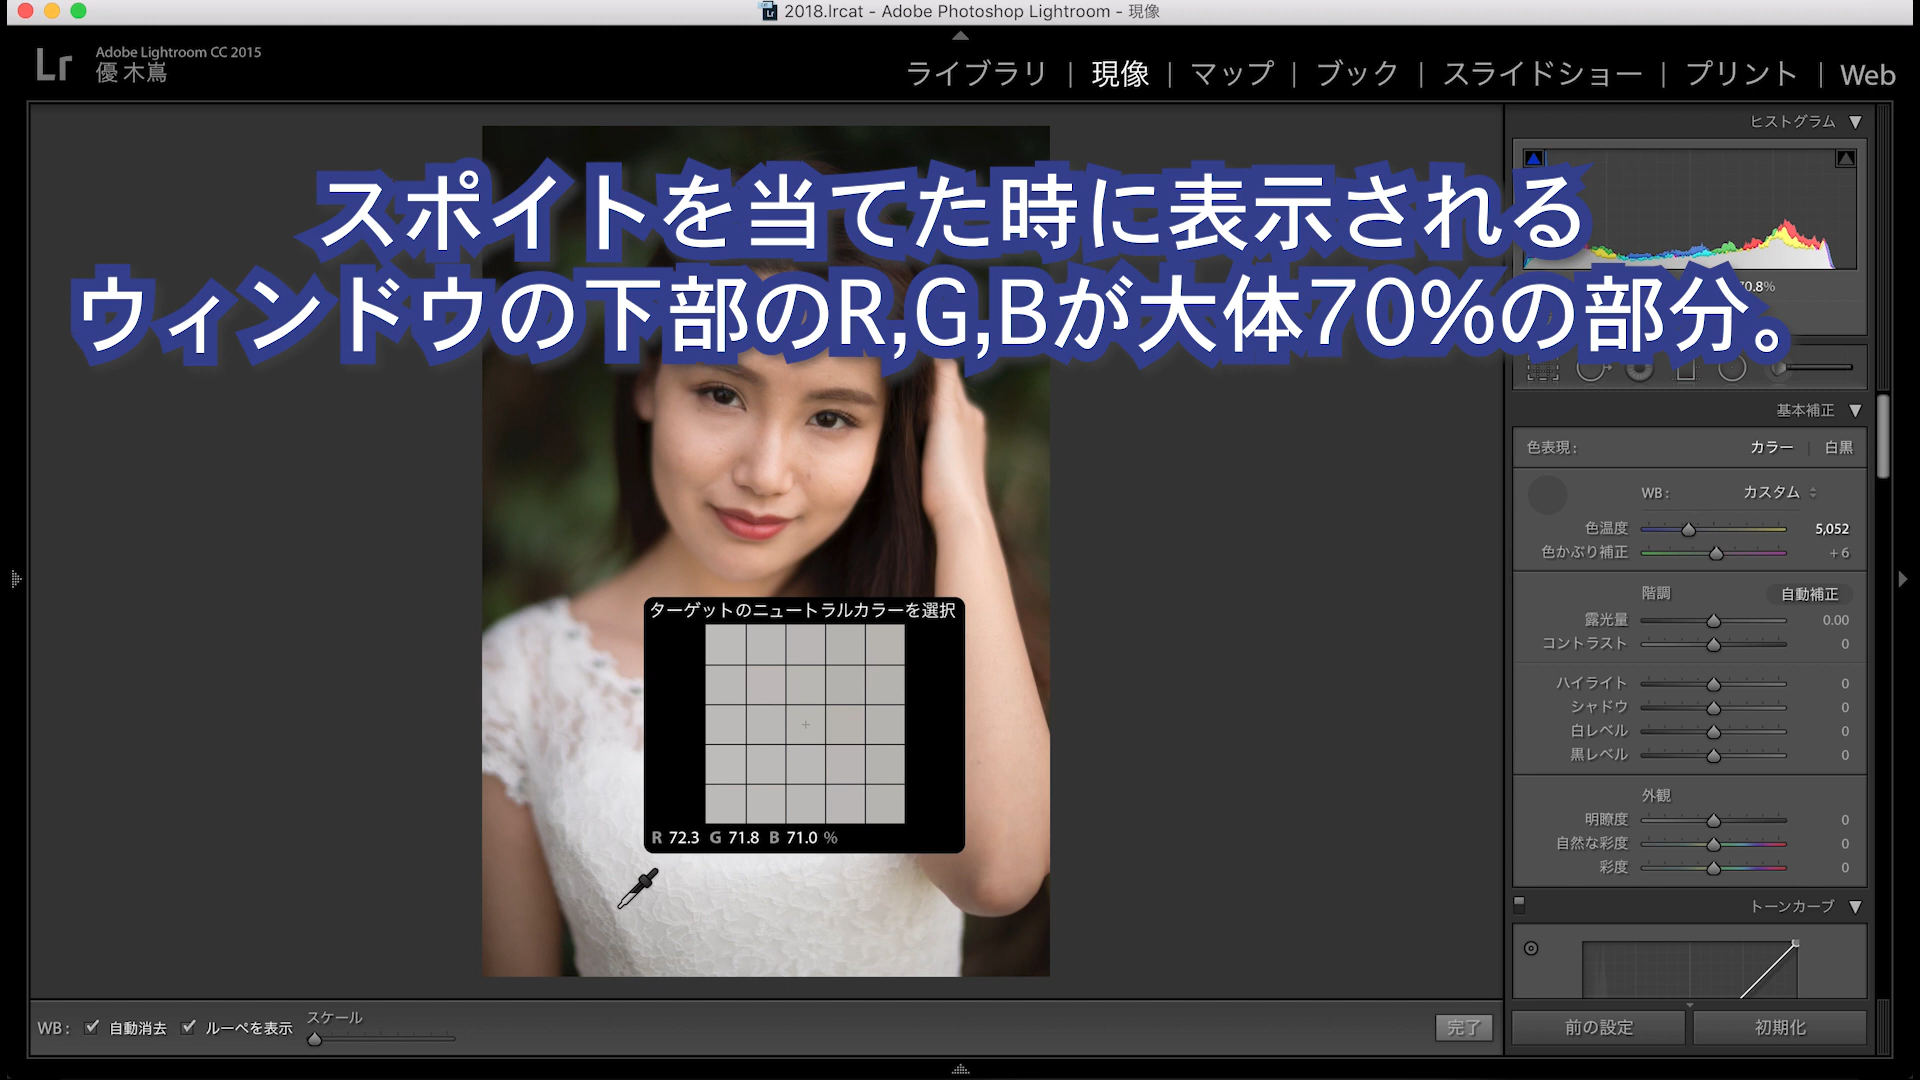 2018.lrcat - Adobe Photoshop Lightroom - 現像
Lr
Adobe Lightroom CC 2015
優 木嶌
ライブラリ | 現像 | マップ | ブック | スライドショー | プリント | Web
ヒストグラム
スポイトを当てた時に表示される
ウィンドウの下部のR,G,Bが大体70%の部分。
70.8%
基本補正
色表現: カラー | 白黒
WB: カスタム
色温度 5,052
色かぶり補正 +6
階調 自動補正
露光量 0.00
コントラスト 0
ハイライト 0
シャドウ 0
白レベル 0
黒レベル 0
外観
明瞭度 0
自然な彩度 0
彩度 0
トーンカーブ
ターゲットのニュートラルカラーを選択
R 72.3 G 71.8 B 71.0 %
WB: 自動消去 ルーペを表示 スケール
完了
前の設定 初期化